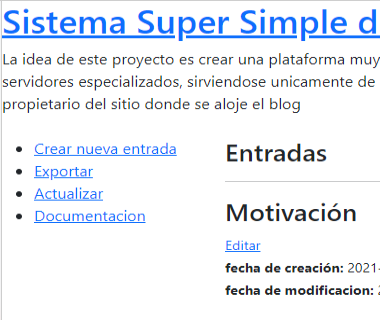 Sistema Super Simple d
La idea de este proyecto es crear una plataforma muy
servidores especializados, sirviendose unicamente de
propietario del sitio donde se aloje el blog
Crear nueva entrada
Exportar
Actualizar
Documentacion
Entradas
Motivación
Editar
fecha de creación: 2021-
fecha de modificacion: 2